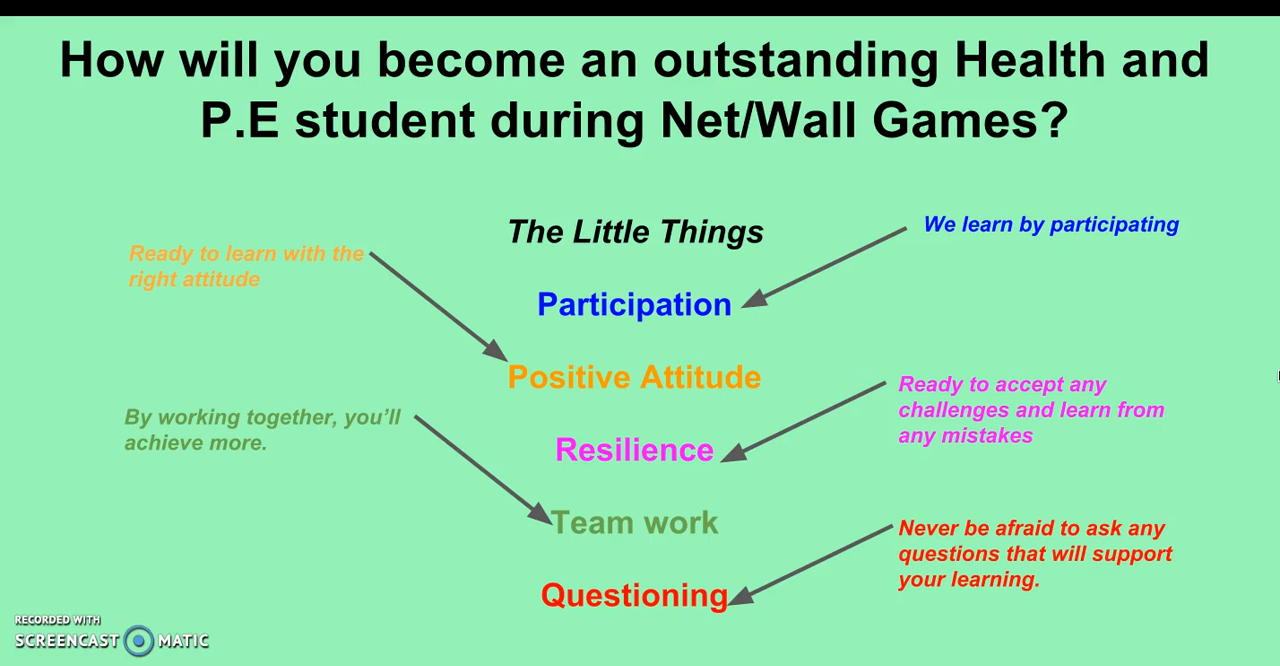 How will you become an outstanding Health and
P.E student during Net/Wall Games?
The Little Things
We learn by participating
Ready to learn with the
right attitude
Participation
Positive Attitude
Ready to accept any
challenges and learn from
any mistakes
By working together, you’ll
achieve more.
Resilience
Team work
Never be afraid to ask any
questions that will support
your learning.
Questioning
RECORDED WITH
SCREENCAST MATIC